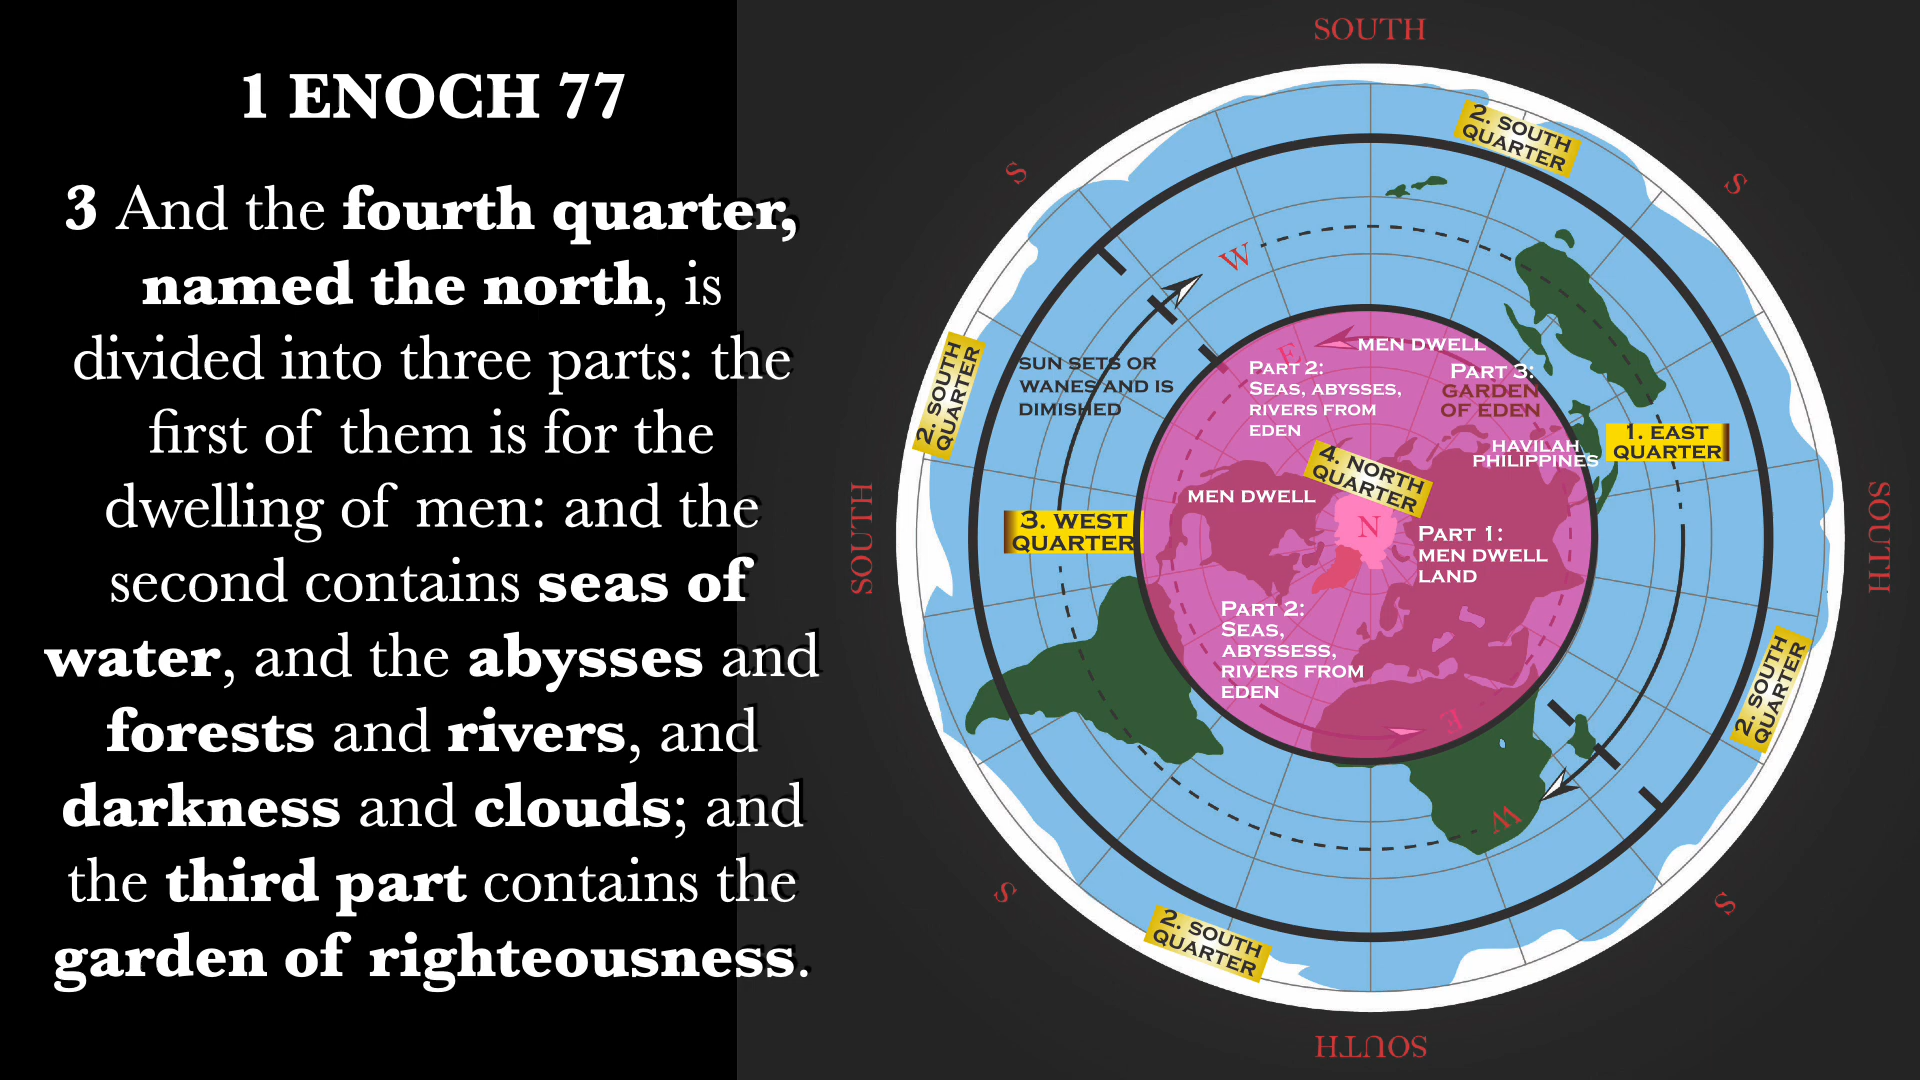 1 ENOCH 77
3 And the fourth quarter,
named the north, is
divided into three parts: the
first of them is for the
dwelling of men: and the
second contains seas of
water, and the abysses and
forests and rivers, and
darkness and clouds; and
the third part contains the
garden of righteousness.
SOUTH
2. SOUTH
QUARTER
S
S
W
SUN SETS OR
WANES AND IS
DIMISHED
2. SOUTH
QUARTER
E
MEN DWELL
PART 2:
SEAS, ABYSSES,
RIVERS FROM
EDEN
PART 3:
GARDEN
OF EDEN
HAVILAH
PHILIPPINES
1. EAST
QUARTER
4. NORTH
QUARTER
MEN DWELL
3. WEST
QUARTER
N
PART 1:
MEN DWELL
LAND
SOUTH
SOUTH
PART 2:
SEAS,
ABYSSESS,
RIVERS FROM
EDEN
E
2. SOUTH
QUARTER
W
S
S
2. SOUTH
QUARTER
SOUTH